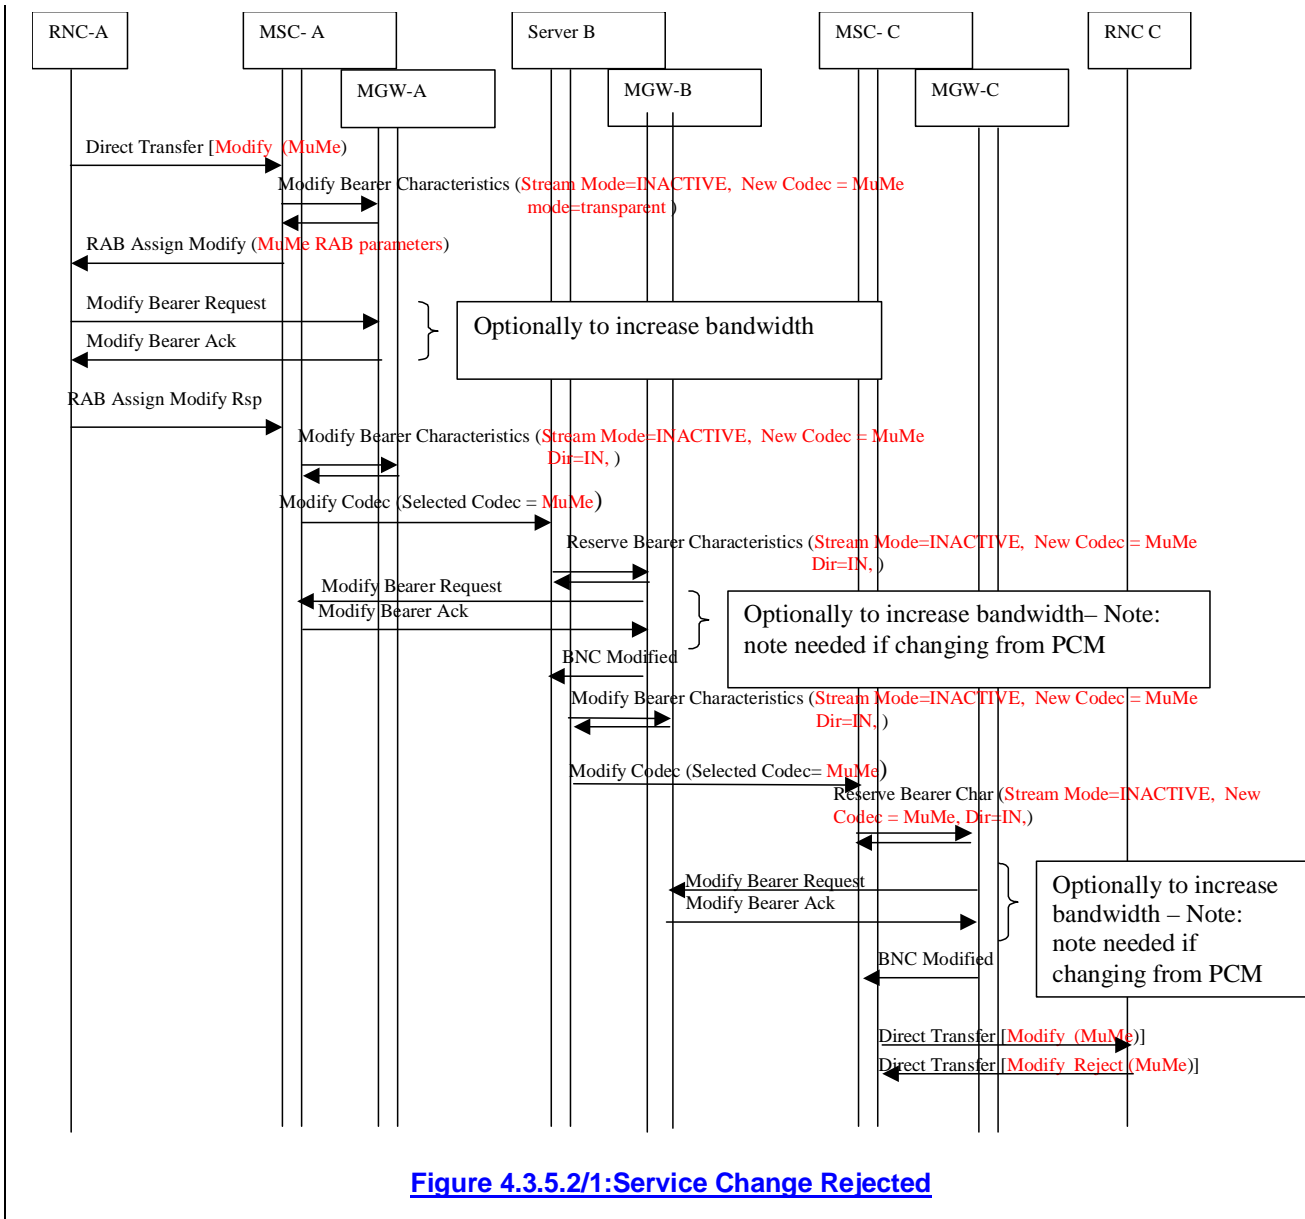 RNC-A
MSC- A
Server B
MSC- C
RNC C
MGW-A
MGW-B
MGW-C
Direct Transfer [Modify (MuMe)
Modify Bearer Characteristics (Stream Mode=INACTIVE, New Codec = MuMe
mode=transparent )
RAB Assign Modify (MuMe RAB parameters)
Modify Bearer Request
Optionally to increase bandwidth
Modify Bearer Ack
RAB Assign Modify Rsp
Modify Bearer Characteristics (Stream Mode=INACTIVE, New Codec = MuMe
Dir=IN, )
Modify Codec (Selected Codec = MuMe)
Reserve Bearer Characteristics (Stream Mode=INACTIVE, New Codec = MuMe
Dir=IN, )
Modify Bearer Request
Modify Bearer Ack
Optionally to increase bandwidth– Note:
note needed if changing from PCM
BNC Modified
Modify Bearer Characteristics (Stream Mode=INACTIVE, New Codec = MuMe
Dir=IN, )
Modify Codec (Selected Codec= MuMe)
Reserve Bearer Char (Stream Mode=INACTIVE, New
Codec = MuMe, Dir=IN,)
Modify Bearer Request
Modify Bearer Ack
Optionally to increase
bandwidth – Note:
note needed if
changing from PCM
BNC Modified
Direct Transfer [Modify (MuMe)]
Direct Transfer [Modify Reject (MuMe)]
Figure 4.3.5.2/1:Service Change Rejected